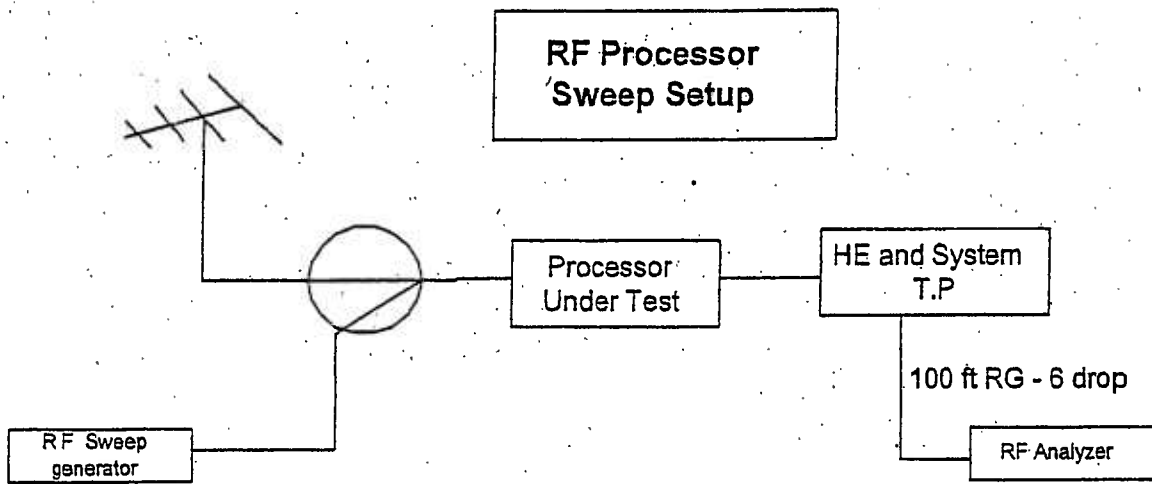 RF Processor
Sweep Setup
Processor
Under Test
HE and System
T.P
100 ft RG - 6 drop
RF Sweep
generator
RF Analyzer